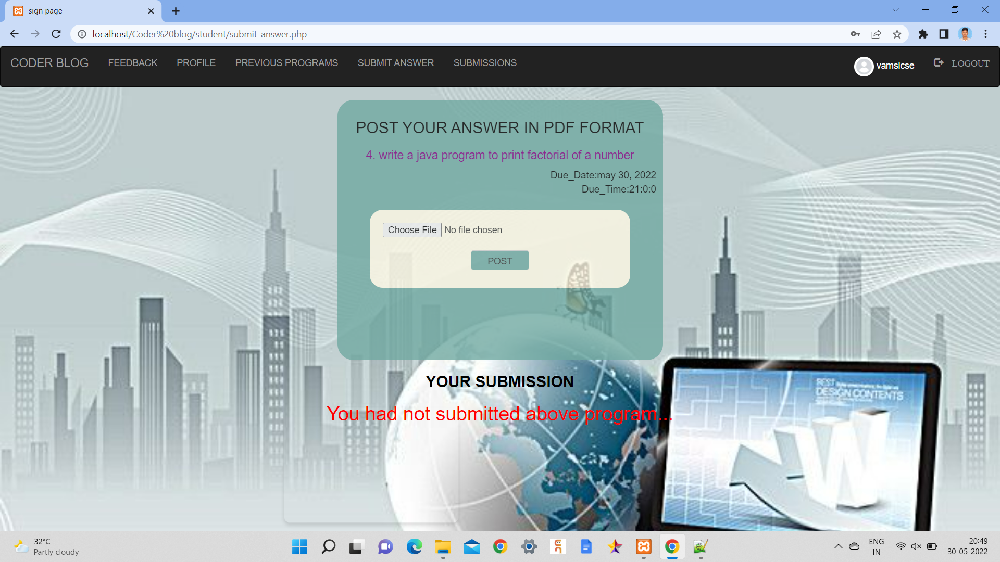 sign page
localhost/Coder%20blog/student/submit_answer.php
CODER BLOG FEEDBACK PROFILE PREVIOUS PROGRAMS SUBMIT ANSWER SUBMISSIONS vamsicse LOGOUT
POST YOUR ANSWER IN PDF FORMAT
4. write a java program to print factorial of a number
Due_Date:may 30, 2022
Due_Time:21:0:0
Choose File No file chosen
POST
YOUR SUBMISSION
You had not submitted above program...
BEST
DESIGN CONTENTS
W
32°C
Partly cloudy
ENG
IN
20:49
30-05-2022